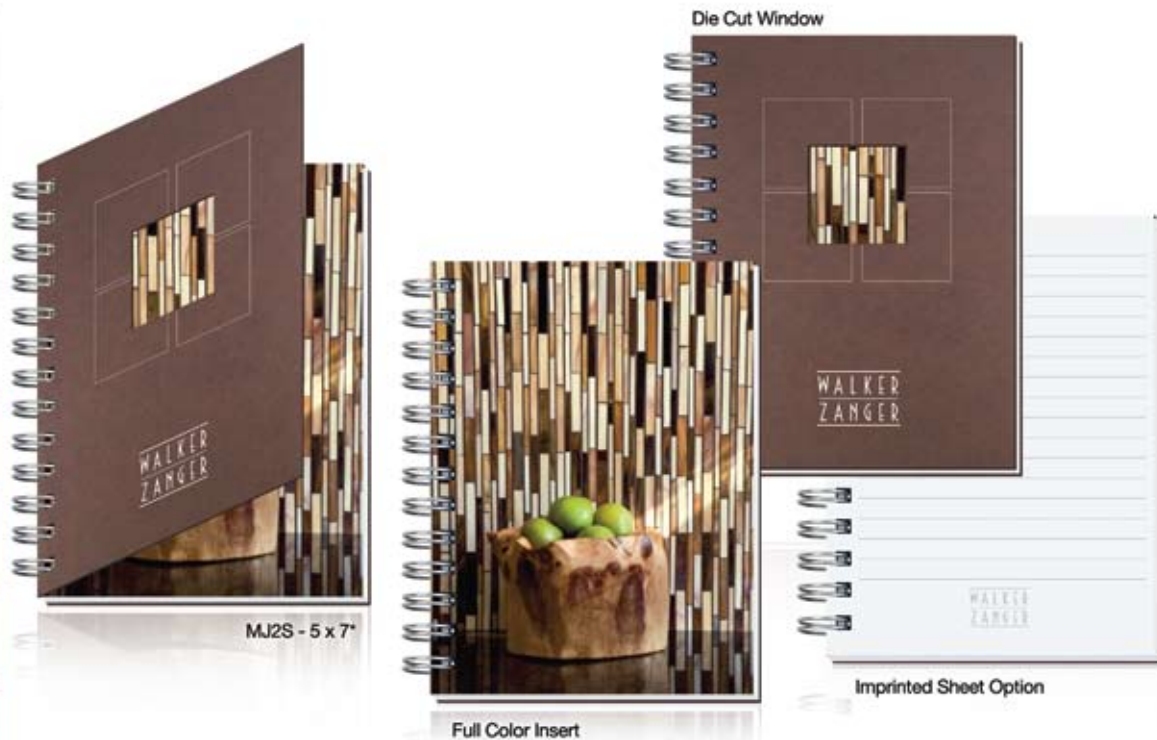 Die Cut Window
WALKER
ZANGER
MJ2S - 5 x 7"
WALKER
ZANGER
Full Color Insert
WALKER
ZANGER
Imprinted Sheet Option